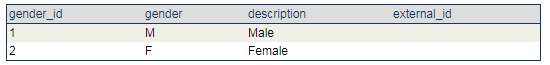 gender_id gender description external_id
1 M Male
2 F Female